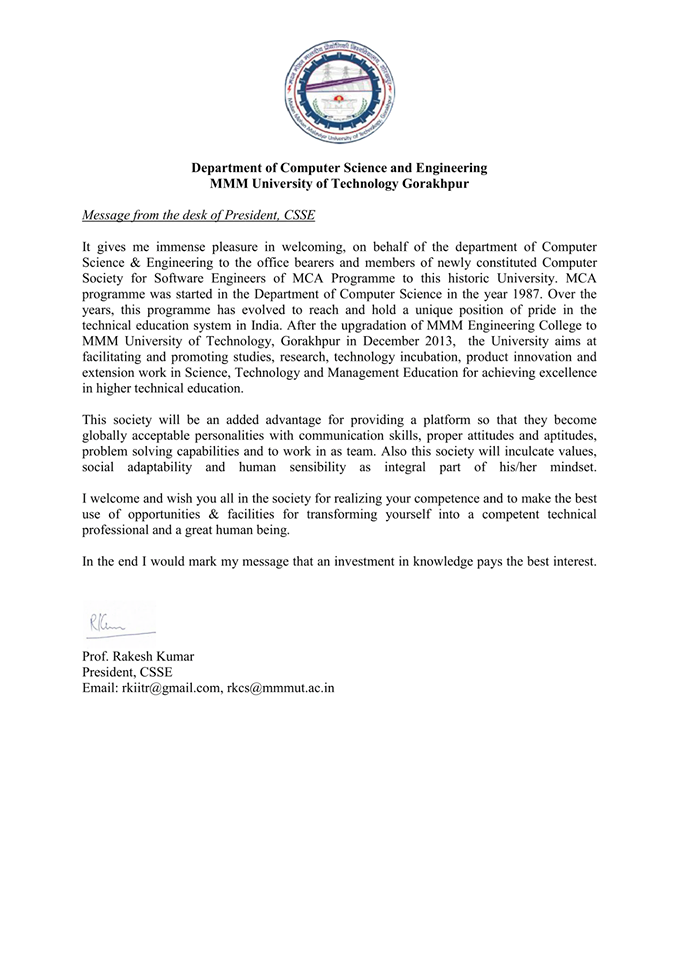 Department of Computer Science and Engineering
MMM University of Technology Gorakhpur
Message from the desk of President, CSSE
It gives me immense pleasure in welcoming, on behalf of the department of Computer
Science & Engineering to the office bearers and members of newly constituted Computer
Society for Software Engineers of MCA Programme to this historic University. MCA
programme was started in the Department of Computer Science in the year 1987. Over the
years, this programme has evolved to reach and hold a unique position of pride in the
technical education system in India. After the upgradation of MMM Engineering College to
MMM University of Technology, Gorakhpur in December 2013, the University aims at
facilitating and promoting studies, research, technology incubation, product innovation and
extension work in Science, Technology and Management Education for achieving excellence
in higher technical education.
This society will be an added advantage for providing a platform so that they become
globally acceptable personalities with communication skills, proper attitudes and aptitudes,
problem solving capabilities and to work in as team. Also this society will inculcate values,
social adaptability and human sensibility as integral part of his/her mindset.
I welcome and wish you all in the society for realizing your competence and to make the best
use of opportunities & facilities for transforming yourself into a competent technical
professional and a great human being.
In the end I would mark my message that an investment in knowledge pays the best interest.
Prof. Rakesh Kumar
President, CSSE
Email: rkiitr@gmail.com, rkcs@mmmut.ac.in